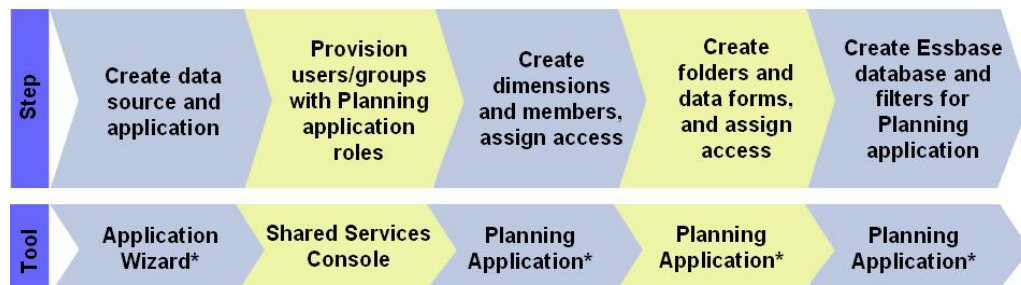 Step
Create data
source and
application
Provision
users/groups
with Planning
application
roles
Create
dimensions
and members,
assign access
Create
folders and
data forms,
and assign
access
Create Essbase
database and
filters for
Planning
application
Tool
Application
Wizard*
Shared Services
Console
Planning
Application*
Planning
Application*
Planning
Application*